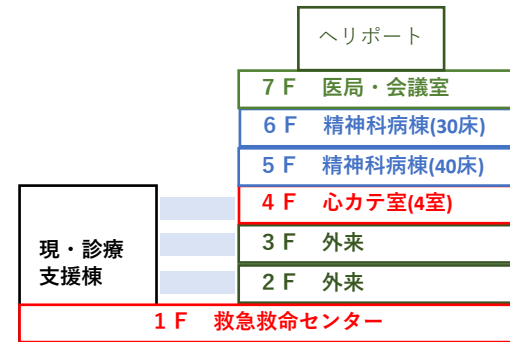 ヘリポート
７Ｆ　医局・会議室
６Ｆ　精神科病棟(30床)
５Ｆ　精神科病棟(40床)
４Ｆ　心カテ室(4室)
３Ｆ　外来
現・診療
支援棟
２Ｆ　外来
１Ｆ　救急救命センター